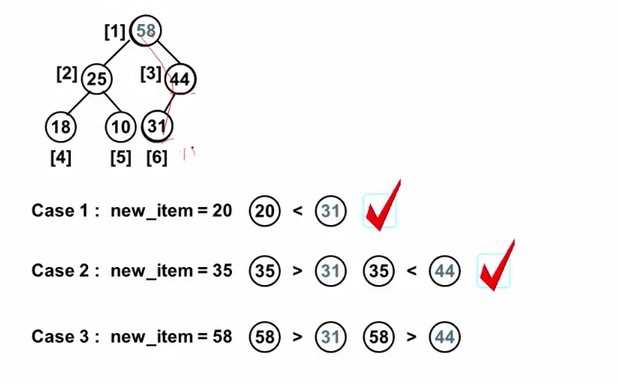 [1] 58
[2] 25 [3] 44
18 10 31
[4] [5] [6]
Case 1 : new_item = 20 20 < 31
Case 2 : new_item = 35 35 > 31 35 < 44
Case 3 : new_item = 58 58 > 31 58 > 44